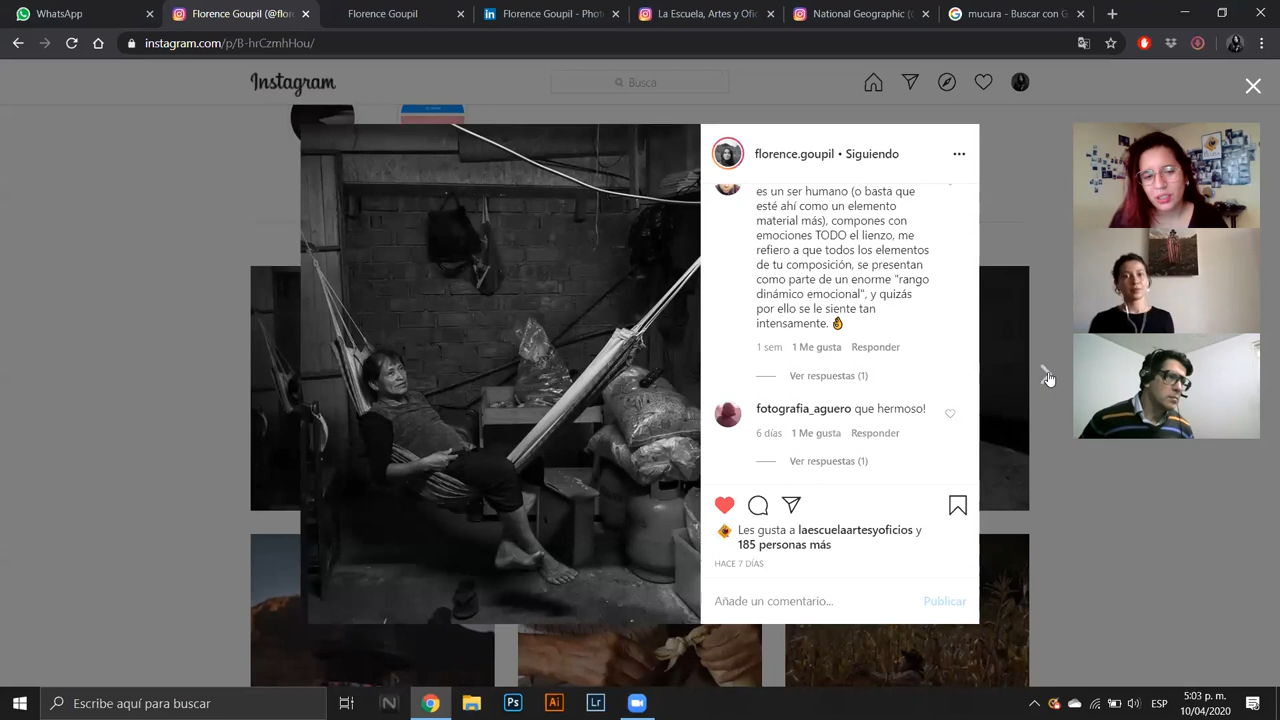 WhatsApp
Florence Goupil (@flore
Florence Goupil
Florence Goupil - Phot
La Escuela, Artes y Ofic
National Geographic (
mucura - Buscar con G
instagram.com/p/B-hrCzmhHou/
Instagram
Busca
florence.goupil • Siguiendo
es un ser humano (o basta que
esté ahí como un elemento
material más), compones con
emociones TODO el lienzo, me
refiero a que todos los elementos
de tu composición, se presentan
como parte de un enorme "rango
dinámico emocional", y quizás
por ello se le siente tan
intensamente. 👌
1 sem 1 Me gusta Responder
Ver respuestas (1)
fotografia_aguero que hermoso!
6 días 1 Me gusta Responder
Ver respuestas (1)
Les gusta a laescuelaartesyoficios y
185 personas más
HACE 7 DÍAS
Añade un comentario... Publicar
Escribe aquí para buscar
Ps
Ai
Lr
ESP
5:03 p. m.
10/04/2020